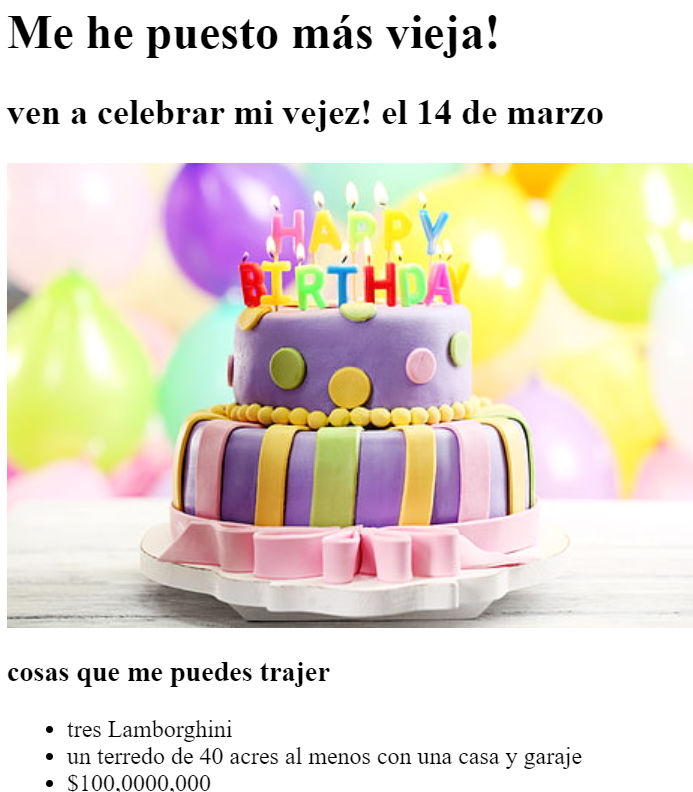 Me he puesto más vieja!
ven a celebrar mi vejez! el 14 de marzo
HAPPY
BIRTHDAY
cosas que me puedes trajer
tres Lamborghini
un terredo de 40 acres al menos con una casa y garaje
$100,0000,000